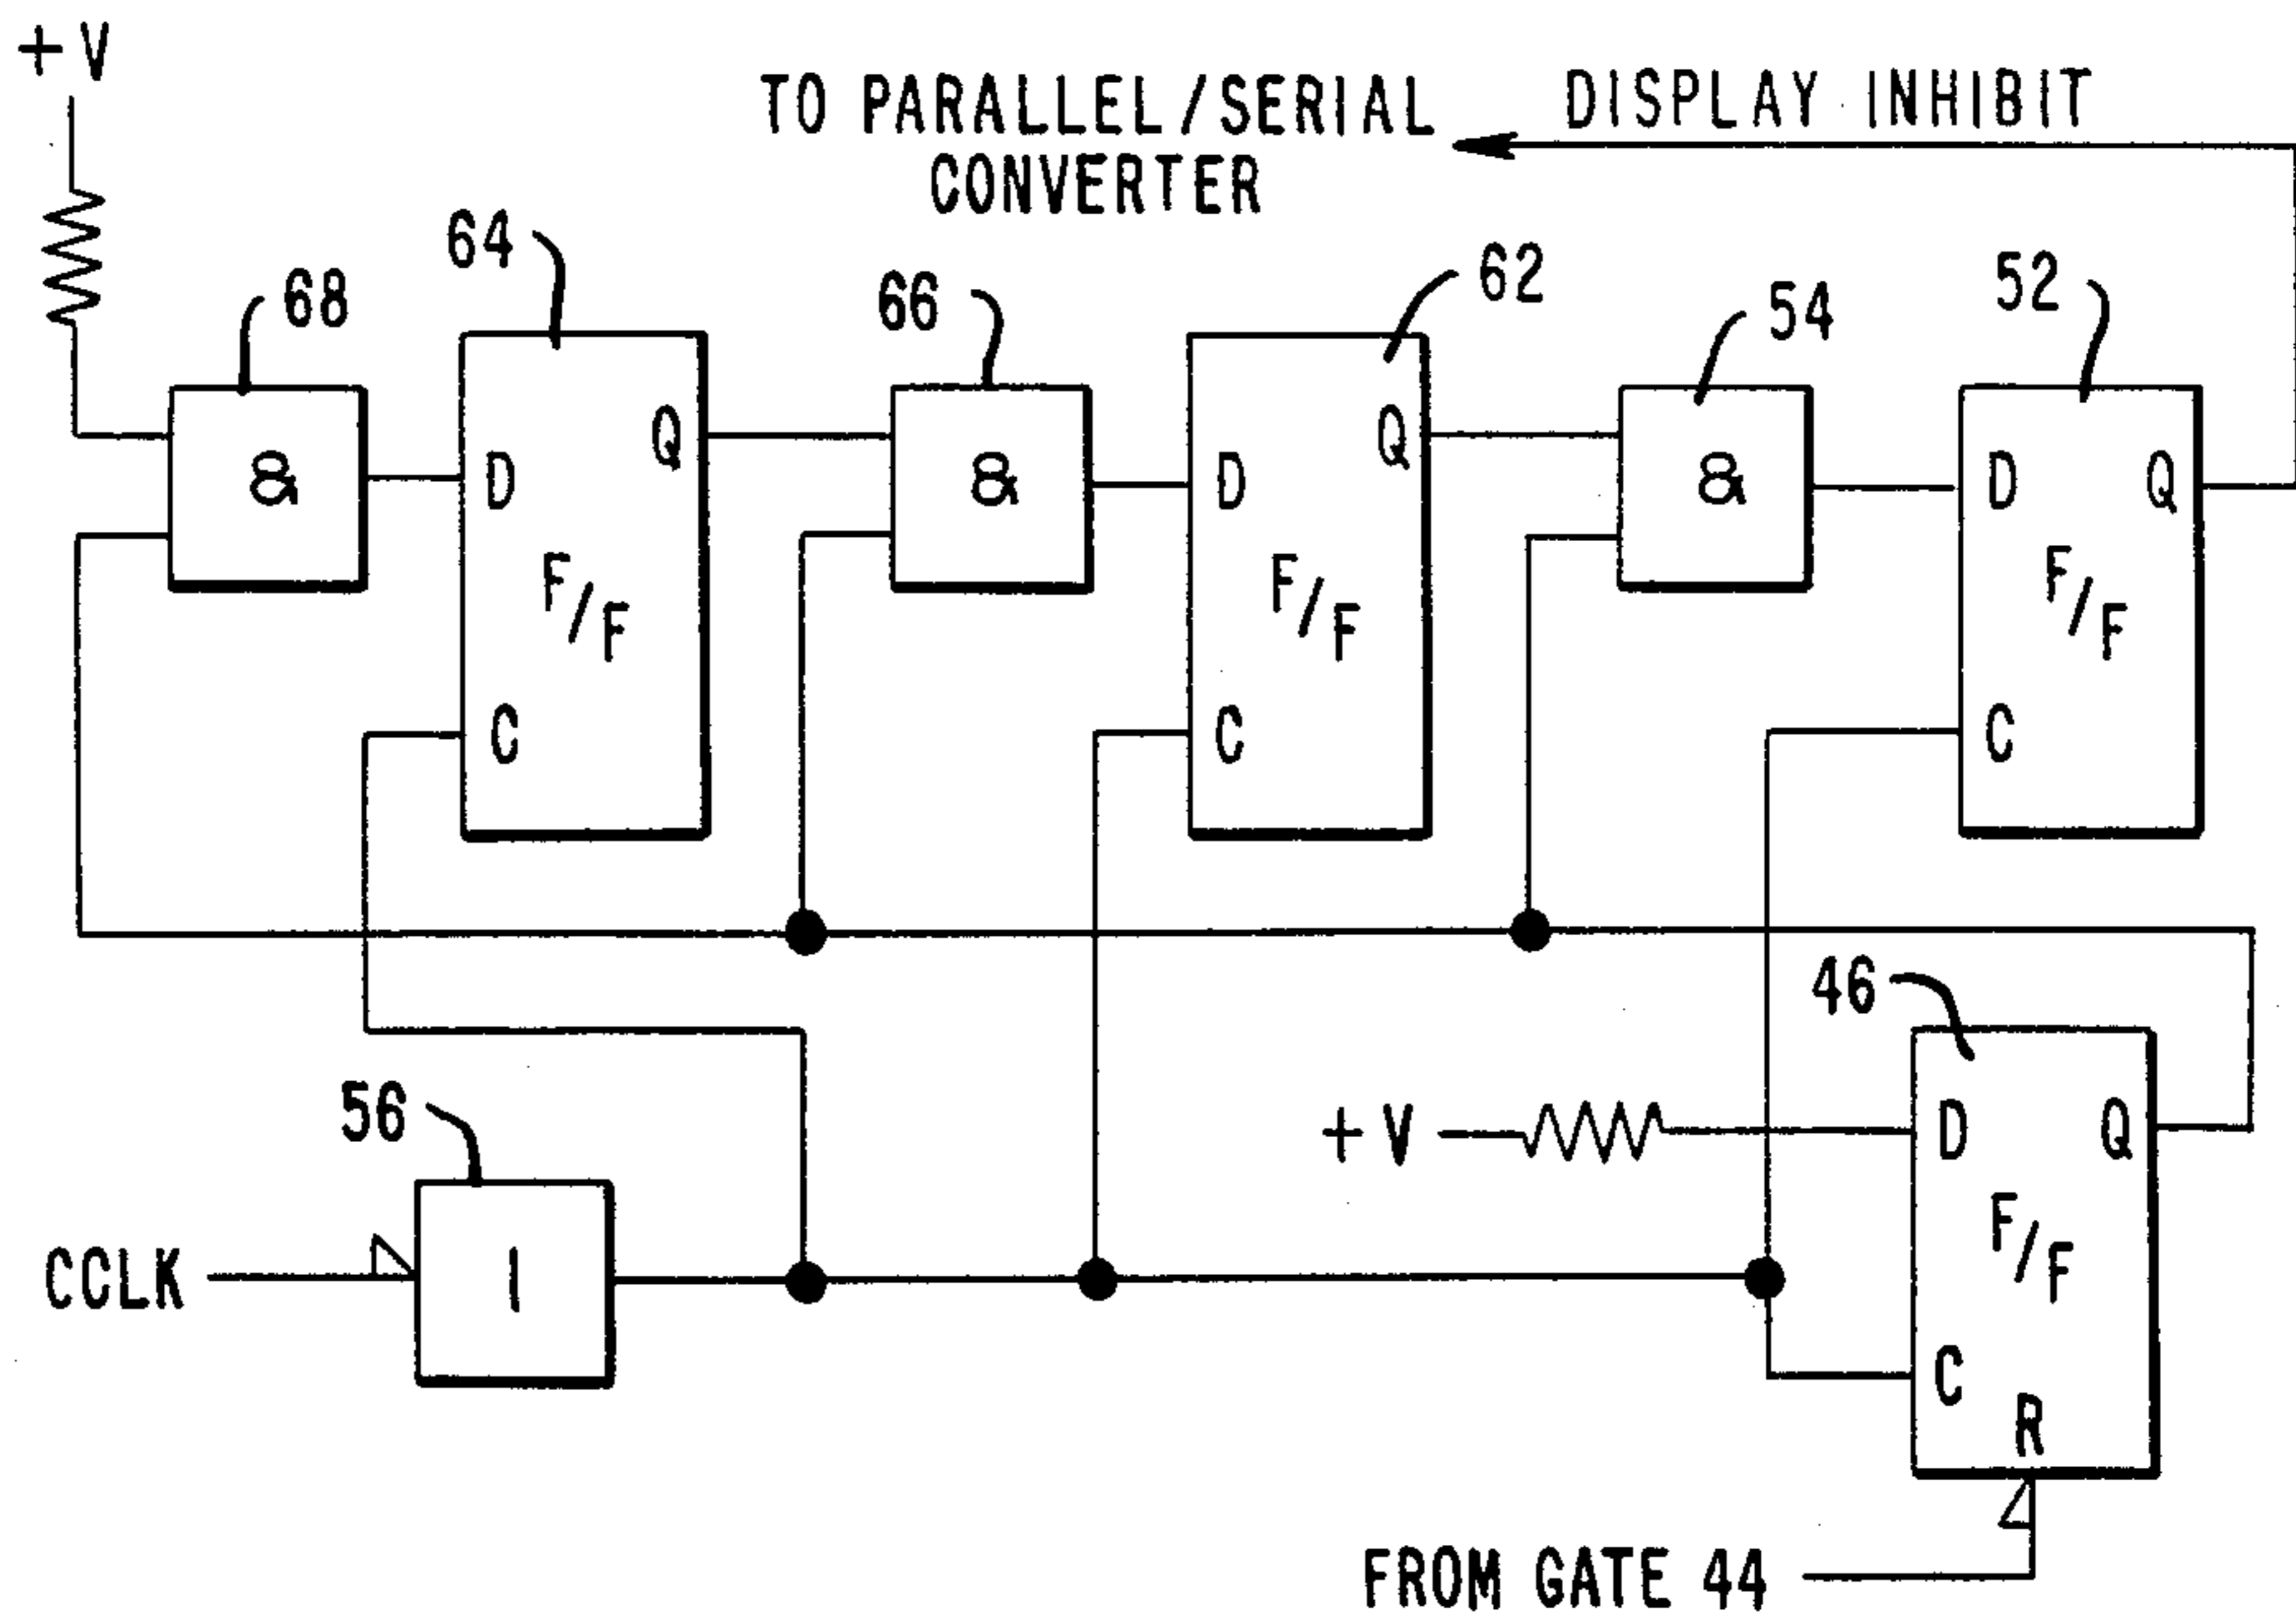 +V
TO PARALLEL/SERIAL
CONVERTER
DISPLAY INHIBIT
64
68
66
62
54
52
&
D
Q
F/F
C
&
D
Q
F/F
C
&
D
Q
F/F
C
46
56
+V
D
Q
F/F
C
R
CCLK
1
FROM GATE 44